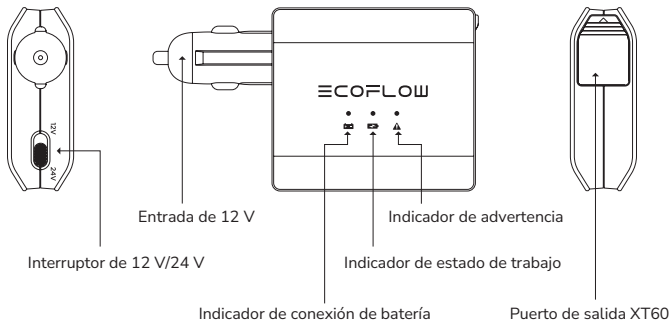 ECOFLOW
12V
24V
Entrada de 12 V
Indicador de advertencia
Interruptor de 12 V/24 V
Indicador de estado de trabajo
Indicador de conexión de batería
Puerto de salida XT60